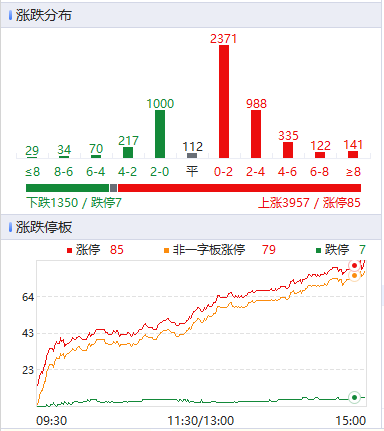 涨跌分布
29 34 70 217 1000 112 2371 988 335 122 141
≤8 8-6 6-4 4-2 2-0 平 0-2 2-4 4-6 6-8 ≥8
下跌1350 / 跌停7 上涨3957 / 涨停85
涨跌停板
涨停 85 非一字板涨停 79 跌停 7
64
43
23
09:30 11:30/13:00 15:00